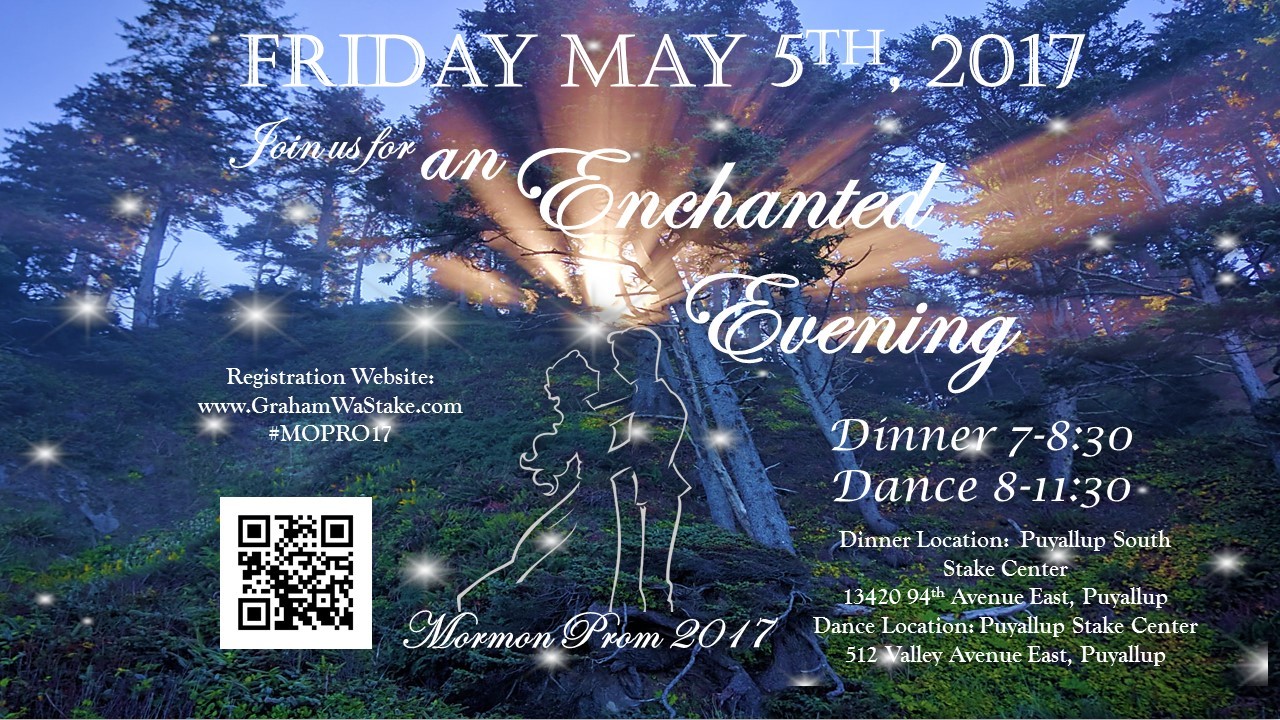 FRIDAY MAY 5TH, 2017
Join us for an Enchanted
Evening
Registration Website:
www.GrahamWaStake.com
#MOPRO17
Dinner 7-8:30
Dance 8-11:30
Dinner Location: Puyallup South
Stake Center
13420 94th Avenue East, Puyallup
Dance Location: Puyallup Stake Center
512 Valley Avenue East, Puyallup
Mormon Prom 2017